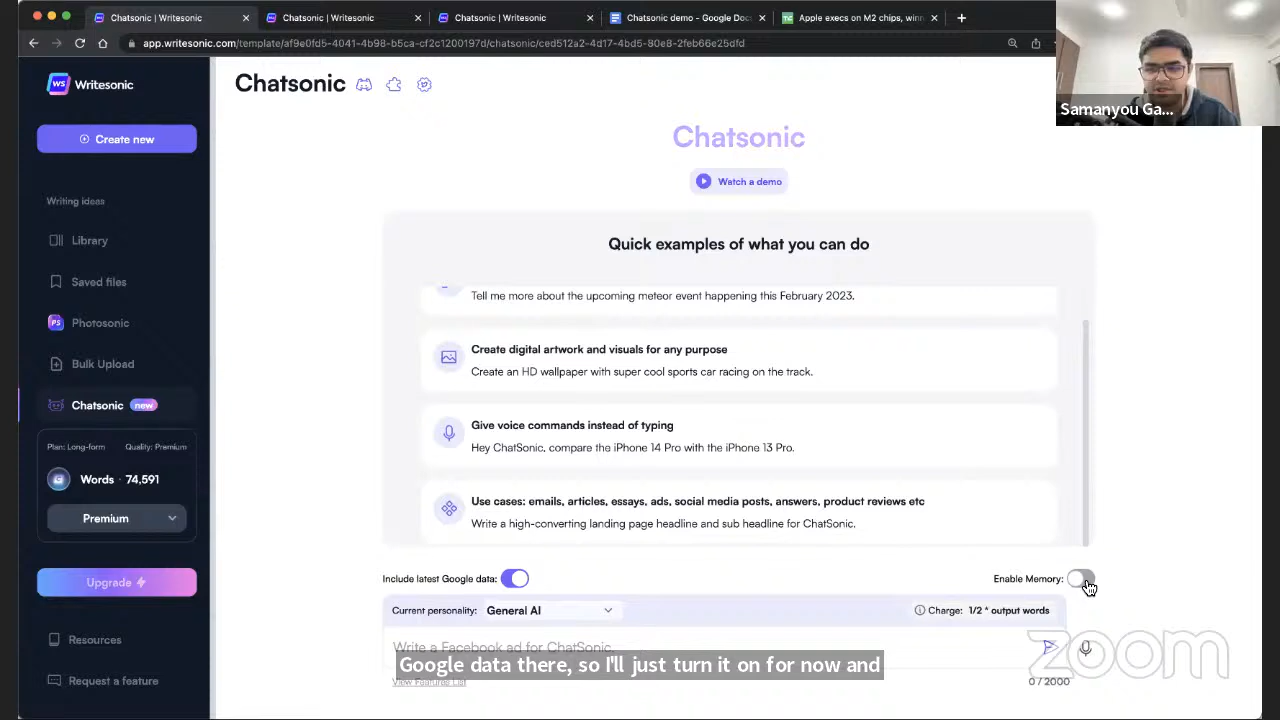 Chatsonic | Writesonic
Chatsonic | Writesonic
Chatsonic | Writesonic
Chatsonic demo - Google Docs
Apple execs on M2 chips, winn
app.writesonic.com/template/af9e0fd5-4041-4b98-b5ca-cf2c1200197d/chatsonic/ced512a2-4d17-4bd5-80e8-2feb66e25dfd
Samanyou Ga...
WS Writesonic
Create new
Writing ideas
Library
Saved files
PS Photosonic
Bulk Upload
Chatsonic new
Plan: Long-form Quality: Premium
Words · 74,591
Premium
Upgrade
Resources
Request a feature
Chatsonic
Chatsonic
Watch a demo
Quick examples of what you can do
Tell me more about the upcoming meteor event happening this February 2023.
Create digital artwork and visuals for any purpose
Create an HD wallpaper with super cool sports car racing on the track.
Give voice commands instead of typing
Hey ChatSonic, compare the iPhone 14 Pro with the iPhone 13 Pro.
Use cases: emails, articles, essays, ads, social media posts, answers, product reviews etc
Write a high-converting landing page headline and sub headline for ChatSonic.
Include latest Google data:
Enable Memory:
Current personality: General AI
Charge: 1/2 * output words
Write a Facebook ad for ChatSonic.
Google data there, so I'll just turn it on for now and
View Features List
0 / 2000
zoom